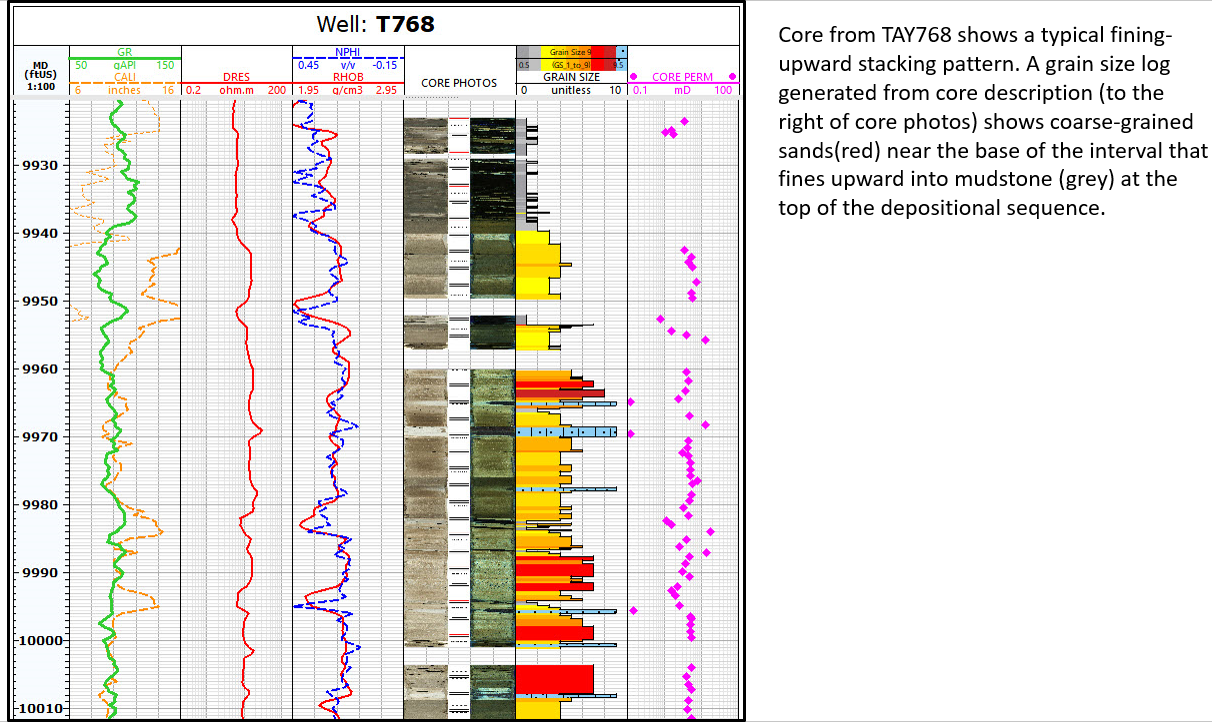 Well: T768
MD
(ftUS)
1:100
GR
50 gAPI 150
CALI
6 inches 16
DRES
0.2 ohm.m 200
NPHI
0.45 v/v -0.15
RHOB
1.95 g/cm3 2.95
CORE PHOTOS
Grain Size 9
0.5 (GS_1_to_9) 9.5
GRAIN SIZE
0 unitless 10
CORE PERM
0.1 mD 100
9930
9940
9950
9960
9970
9980
9990
10000
10010
Core from TAY768 shows a typical fining-
upward stacking pattern. A grain size log
generated from core description (to the
right of core photos) shows coarse-grained
sands(red) near the base of the interval that
fines upward into mudstone (grey) at the
top of the depositional sequence.